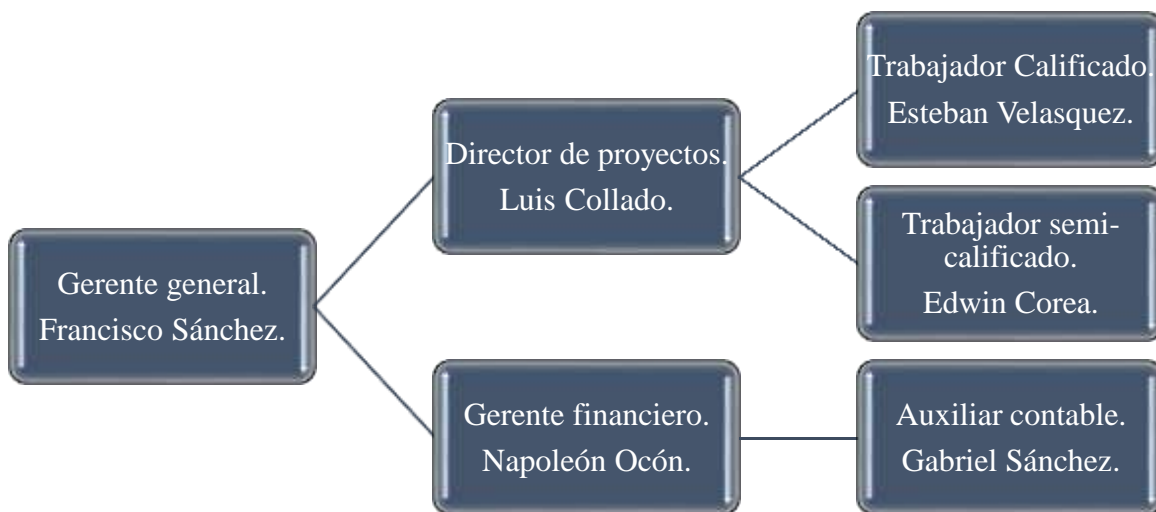 Gerente general.
Francisco Sánchez.
Director de proyectos.
Luis Collado.
Trabajador Calificado.
Esteban Velasquez.
Trabajador semi-
calificado.
Edwin Corea.
Gerente financiero.
Napoleón Ocón.
Auxiliar contable.
Gabriel Sánchez.